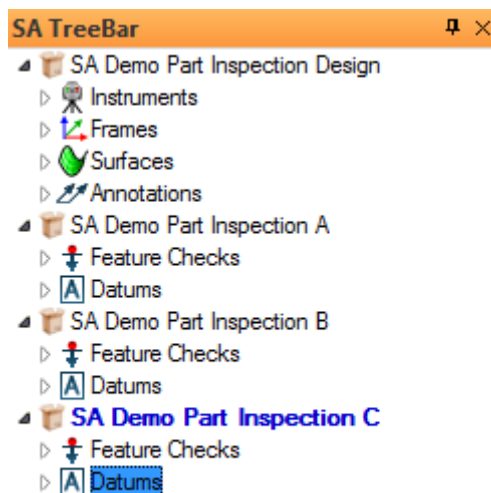 SA TreeBar
SA Demo Part Inspection Design
Instruments
Frames
Surfaces
Annotations
SA Demo Part Inspection A
Feature Checks
A Datums
SA Demo Part Inspection B
Feature Checks
A Datums
SA Demo Part Inspection C
Feature Checks
A Datums